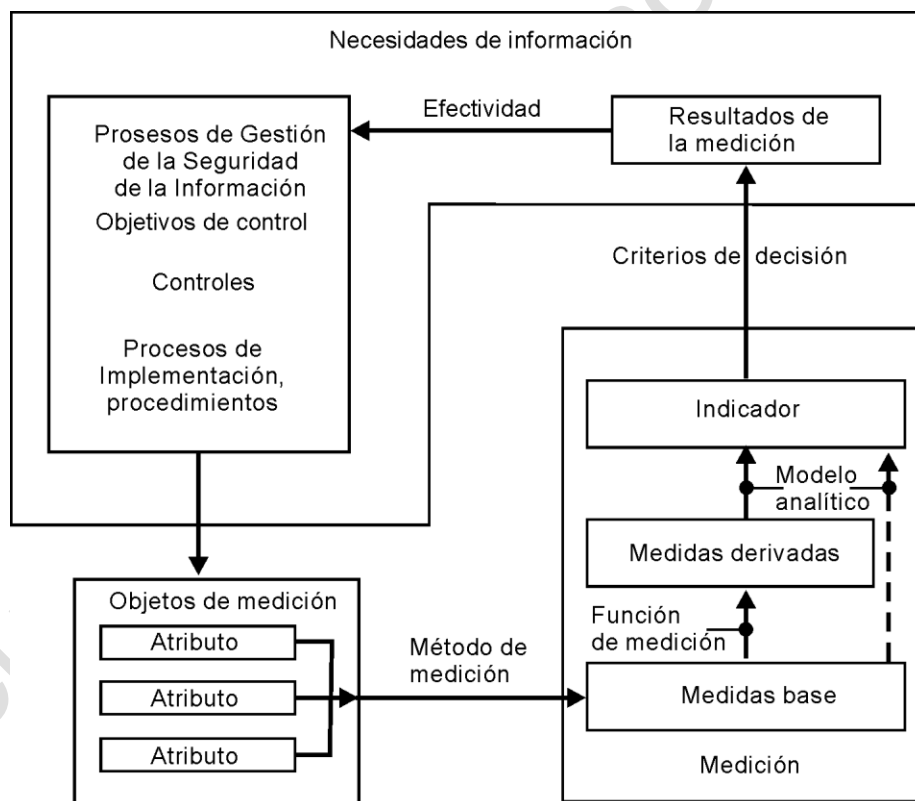 Necesidades de información
Prosesos de Gestión
de la Seguridad
de la Información
Objetivos de control
Controles
Procesos de
Implementación,
procedimientos
Efectividad
Resultados de
la medición
Criterios de decisión
Indicador
Modelo
analítico
Medidas derivadas
Función
de medición
Medidas base
Medición
Objetos de medición
Atributo
Atributo
Atributo
Método de
medición